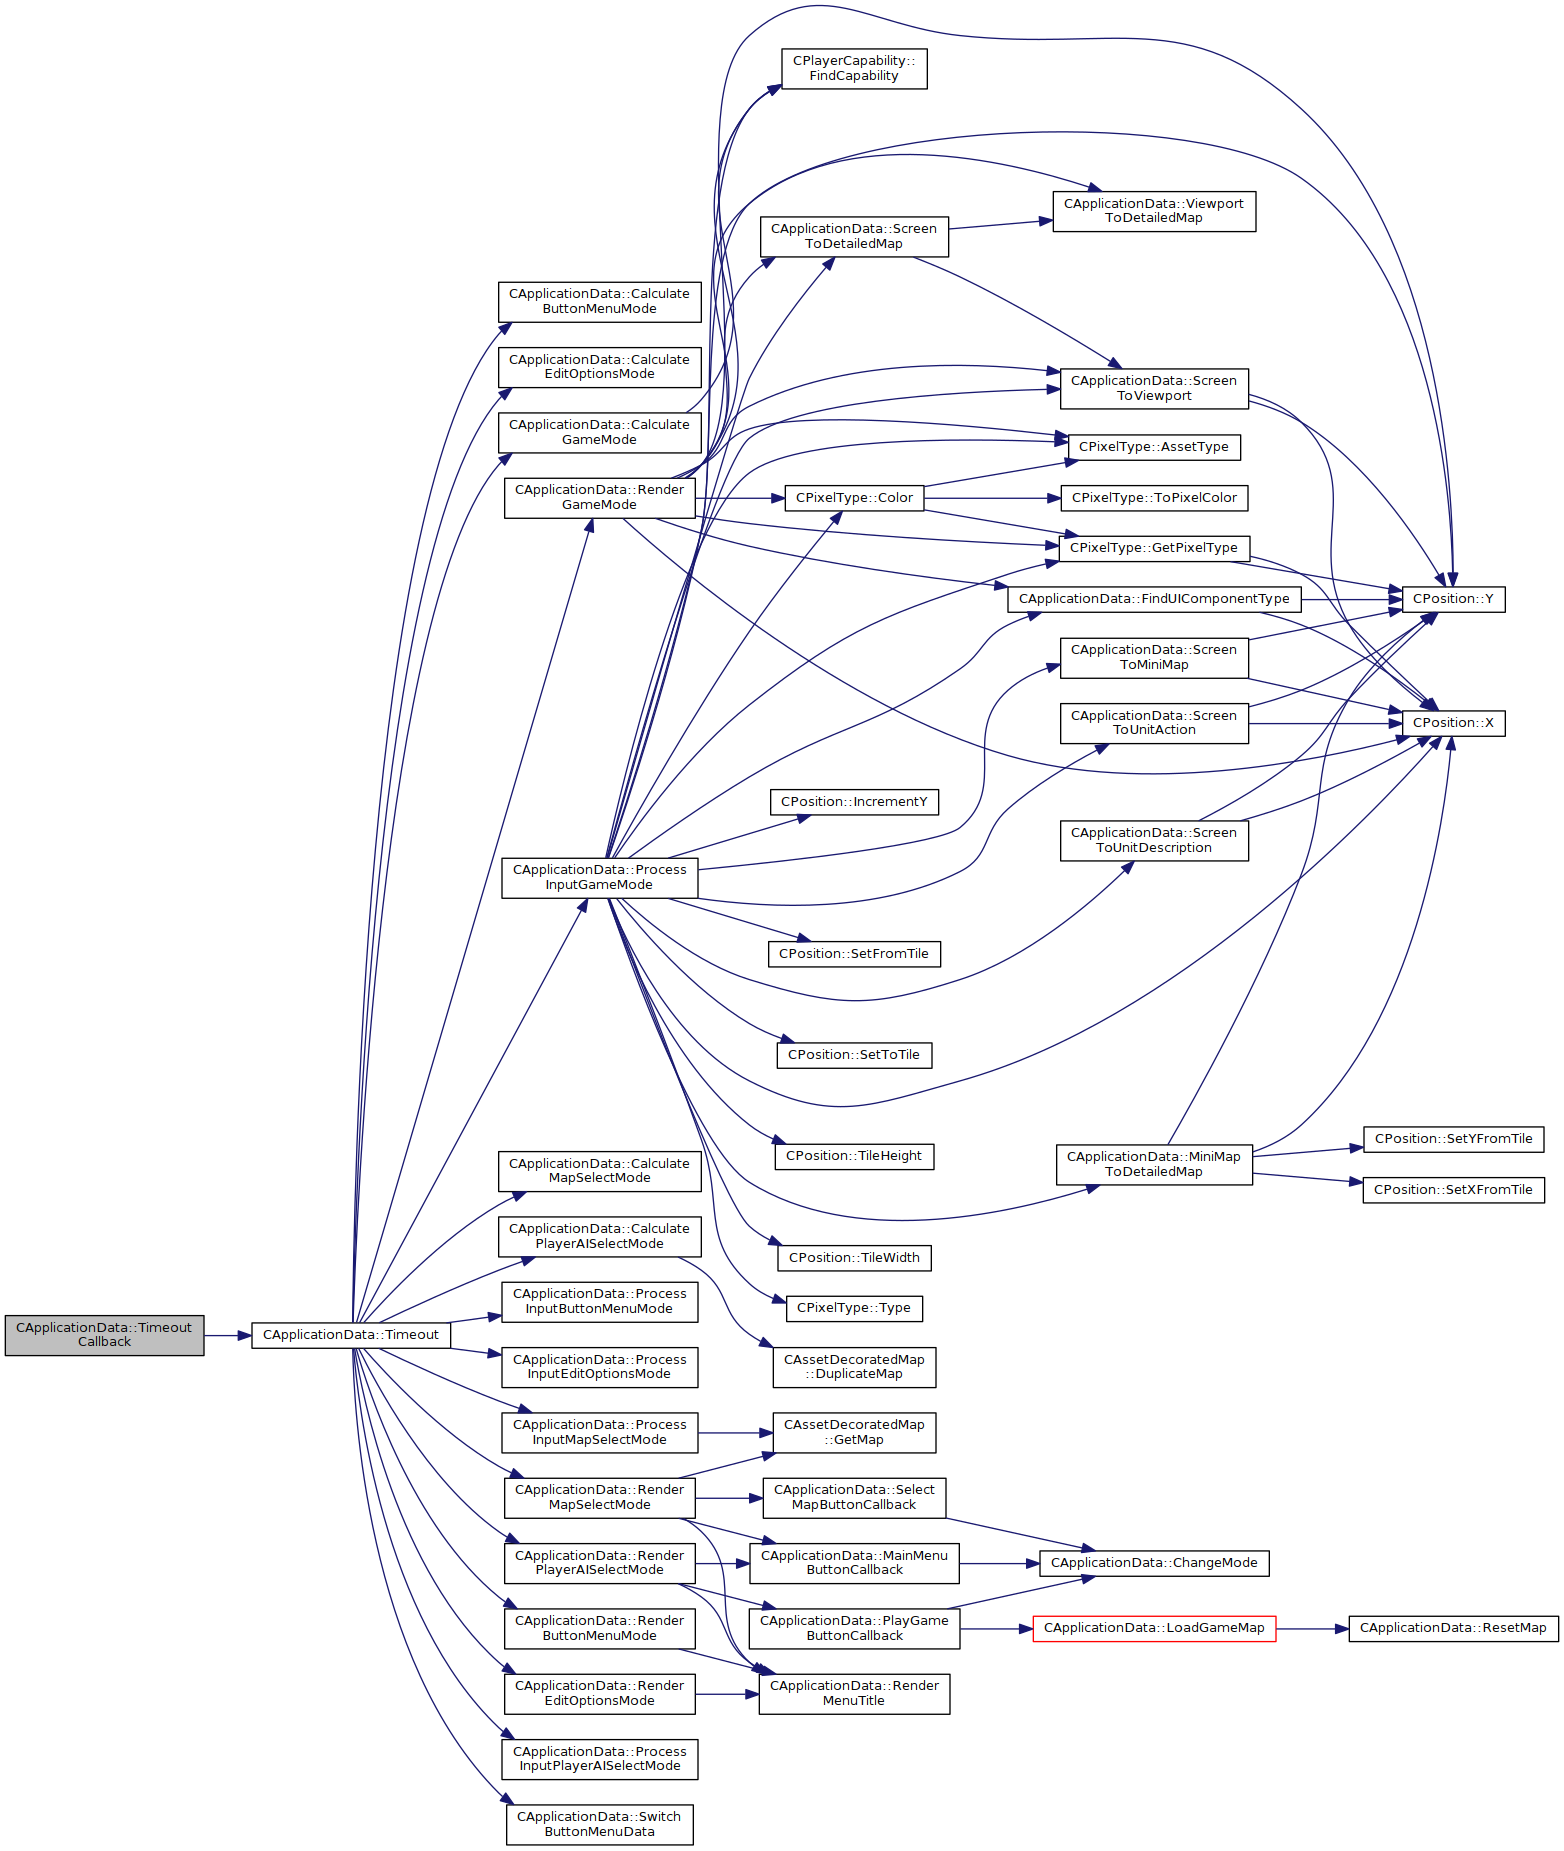 CApplicationData::Timeout
Callback
CApplicationData::Timeout
CApplicationData::Calculate
ButtonMenuMode
CApplicationData::Calculate
EditOptionsMode
CApplicationData::Calculate
GameMode
CApplicationData::Render
GameMode
CApplicationData::Process
InputGameMode
CApplicationData::Calculate
MapSelectMode
CApplicationData::Calculate
PlayerAISelectMode
CApplicationData::Process
InputButtonMenuMode
CApplicationData::Process
InputEditOptionsMode
CApplicationData::Process
InputMapSelectMode
CApplicationData::Render
MapSelectMode
CApplicationData::Render
PlayerAISelectMode
CApplicationData::Render
ButtonMenuMode
CApplicationData::Render
EditOptionsMode
CApplicationData::Process
InputPlayerAISelectMode
CApplicationData::Switch
ButtonMenuData
CPlayerCapability::
FindCapability
CApplicationData::Screen
ToDetailedMap
CPixelType::Color
CPosition::IncrementY
CPosition::SetFromTile
CPosition::SetToTile
CPosition::TileHeight
CPosition::TileWidth
CPixelType::Type
CAssetDecoratedMap
::DuplicateMap
CAssetDecoratedMap
::GetMap
CApplicationData::Select
MapButtonCallback
CApplicationData::MainMenu
ButtonCallback
CApplicationData::PlayGame
ButtonCallback
CApplicationData::Render
MenuTitle
CApplicationData::Viewport
ToDetailedMap
CApplicationData::Screen
ToViewport
CPixelType::AssetType
CPixelType::ToPixelColor
CPixelType::GetPixelType
CApplicationData::FindUIComponentType
CApplicationData::Screen
ToMiniMap
CApplicationData::Screen
ToUnitAction
CApplicationData::Screen
ToUnitDescription
CApplicationData::MiniMap
ToDetailedMap
CApplicationData::ChangeMode
CApplicationData::LoadGameMap
CPosition::Y
CPosition::X
CPosition::SetYFromTile
CPosition::SetXFromTile
CApplicationData::ResetMap